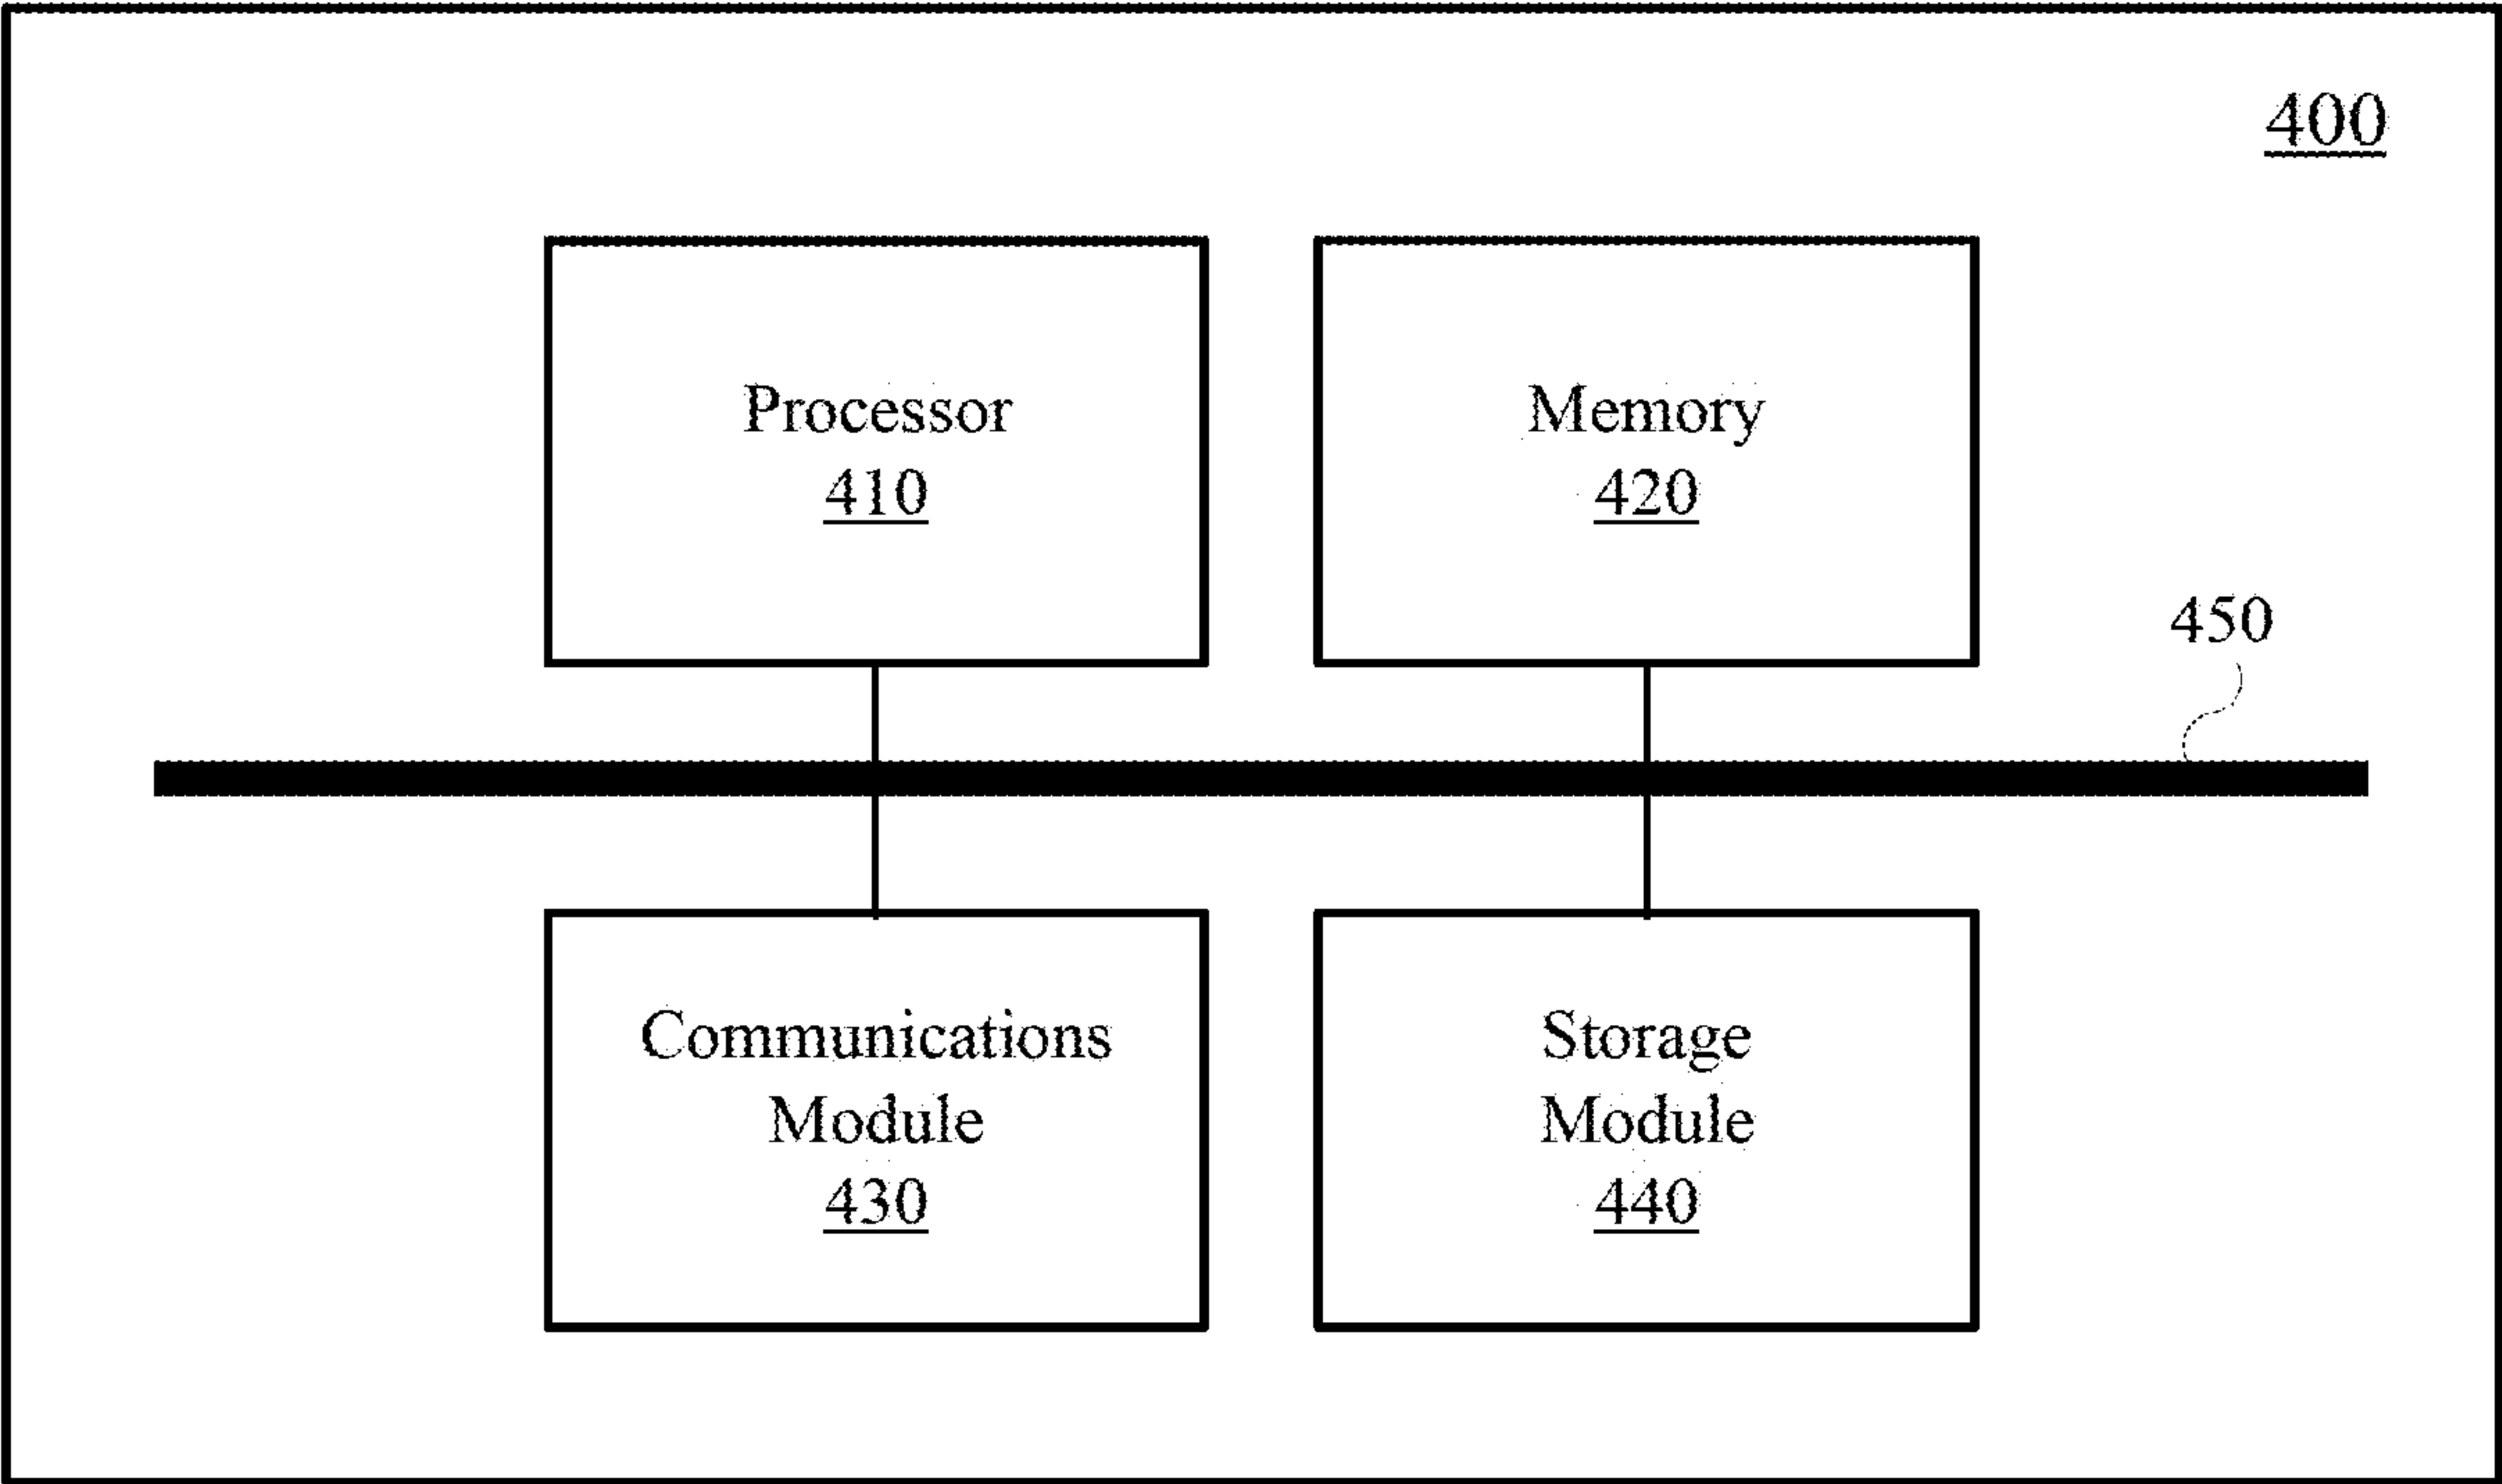 400
Processor
410
Memory
420
450
Communications
Module
430
Storage
Module
440